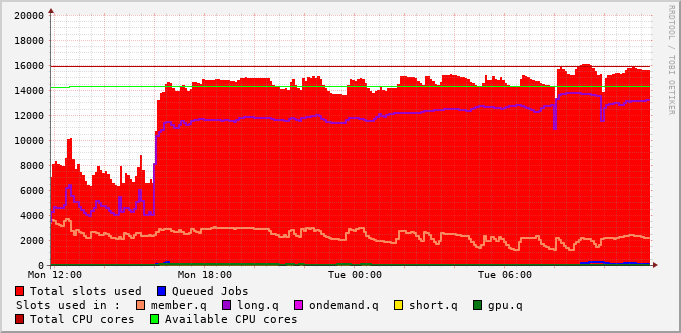 20000
18000
16000
14000
12000
10000
8000
6000
4000
2000
0
Mon 12:00 Mon 18:00 Tue 00:00 Tue 06:00
Total slots used Queued Jobs
Slots used in : member.q long.q ondemand.q short.q gpu.q
Total CPU cores Available CPU cores
RRDTOOL / TOBI OETIKER